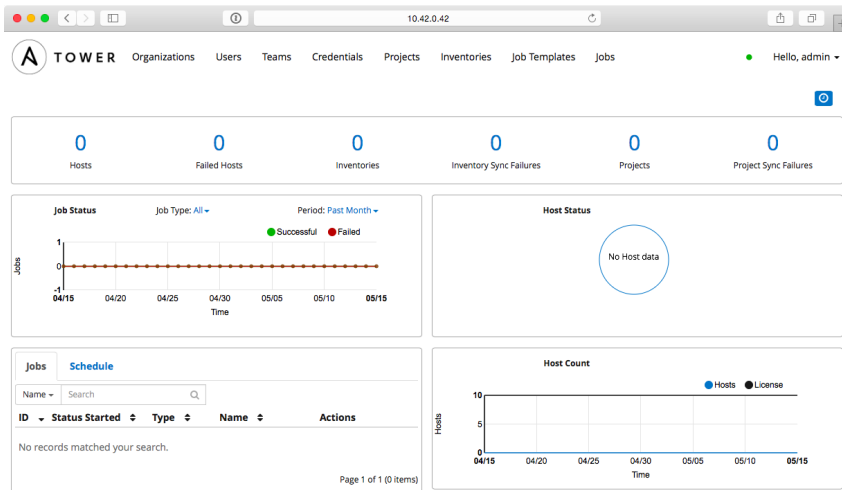 10.42.0.42
A TOWER Organizations Users Teams Credentials Projects Inventories Job Templates Jobs Hello, admin
0 0 0 0 0 0
Hosts Failed Hosts Inventories Inventory Sync Failures Projects Project Sync Failures
Job Status Job Type: All Period: Past Month
Successful Failed
1
0
-1
Jobs
04/15 04/20 04/25 04/30 05/05 05/10 05/15
Time
Host Status
No Host data
Jobs Schedule
Name Search
ID Status Started Type Name Actions
No records matched your search.
Page 1 of 1 (0 items)
Host Count
Hosts License
10
5
0
Hosts
04/15 04/20 04/25 04/30 05/05 05/10 05/15
Time